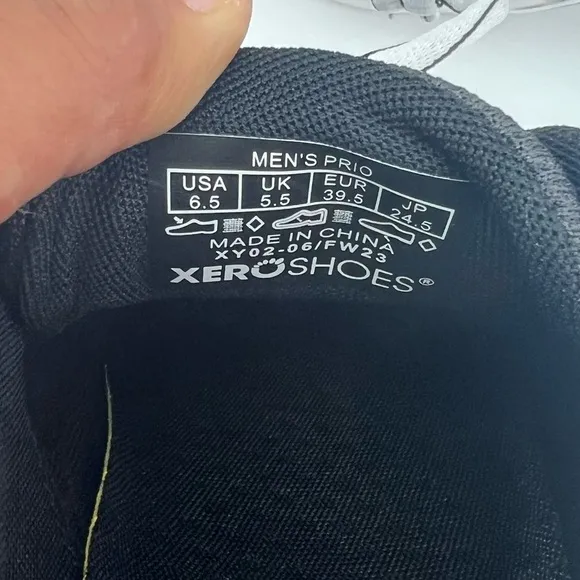 MEN'S PRIO
USA UK EUR JP
6.5 5.5 39.5 24.5
MADE IN CHINA
XY02-06/FW23
XEROSHOES®